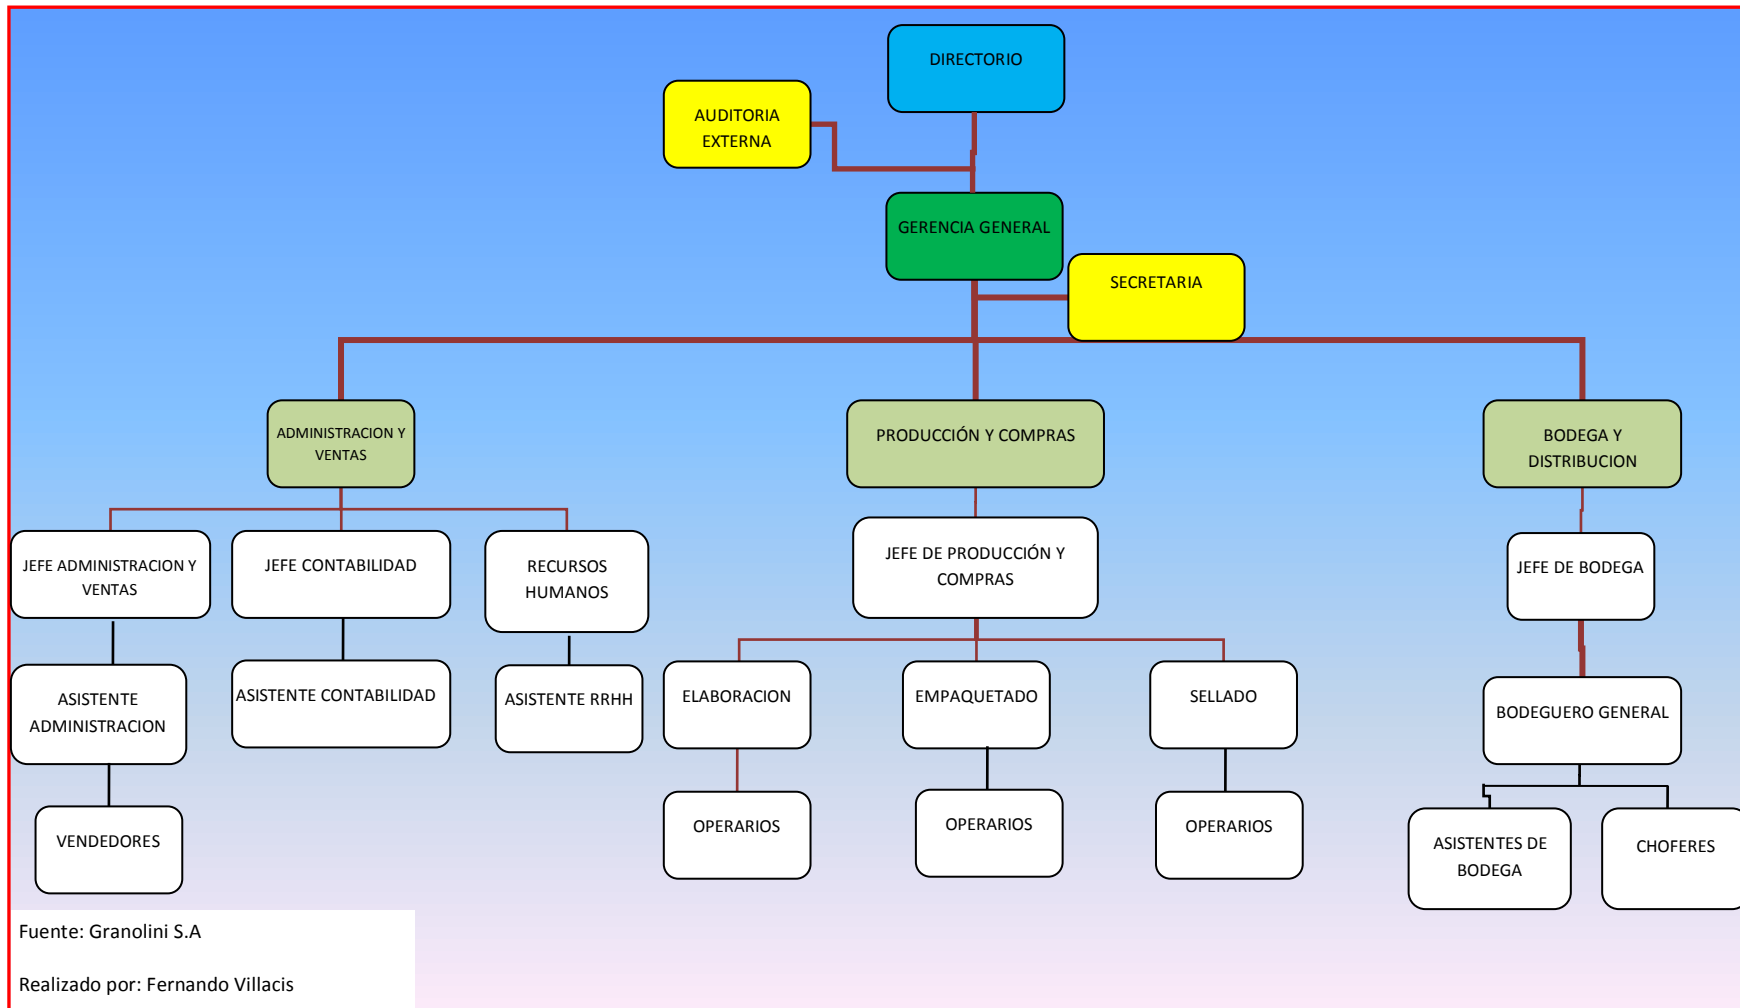 DIRECTORIO
AUDITORIA
EXTERNA
GERENCIA GENERAL
SECRETARIA
ADMINISTRACION Y
VENTAS
PRODUCCIÓN Y COMPRAS
BODEGA Y
DISTRIBUCION
JEFE ADMINISTRACION Y
VENTAS
JEFE CONTABILIDAD
RECURSOS
HUMANOS
JEFE DE PRODUCCIÓN Y
COMPRAS
JEFE DE BODEGA
ASISTENTE
ADMINISTRACION
ASISTENTE CONTABILIDAD
ASISTENTE RRHH
ELABORACION
EMPAQUETADO
SELLADO
BODEGUERO GENERAL
VENDEDORES
OPERARIOS
OPERARIOS
OPERARIOS
ASISTENTES DE
BODEGA
CHOFERES
Fuente: Granolini S.A
Realizado por: Fernando Villacis